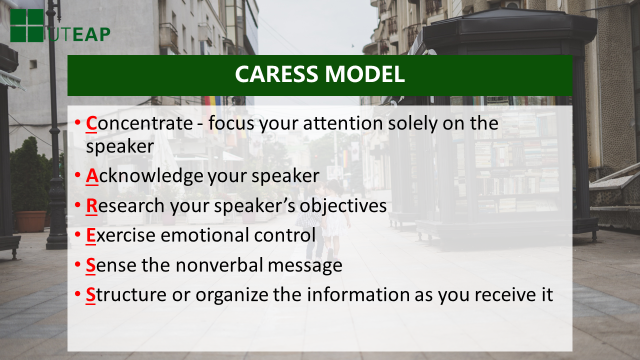 UTEAP
CARESS MODEL
• Concentrate - focus your attention solely on the
speaker
• Acknowledge your speaker
• Research your speaker's objectives
• Exercise emotional control
• Sense the nonverbal message
• Structure or organize the information as you receive it